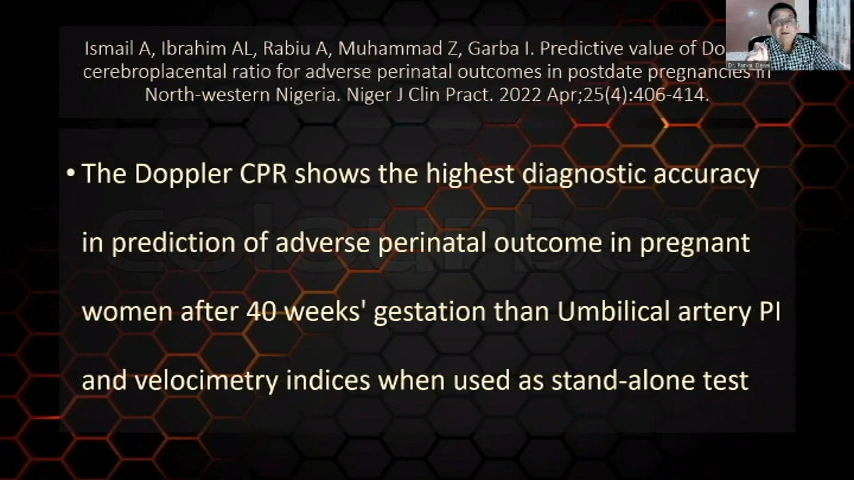 Ismail A, Ibrahim AL, Rabiu A, Muhammad Z, Garba I. Predictive value of
cerebroplacental ratio for adverse perinatal outcomes in postdate pregnancies in
North-western Nigeria. Niger J Clin Pract. 2022 Apr;25(4):406-414.
• The Doppler CPR shows the highest diagnostic accuracy
in prediction of adverse perinatal outcome in pregnant
women after 40 weeks' gestation than Umbilical artery PI
and velocimetry indices when used as stand-alone test
colourbox